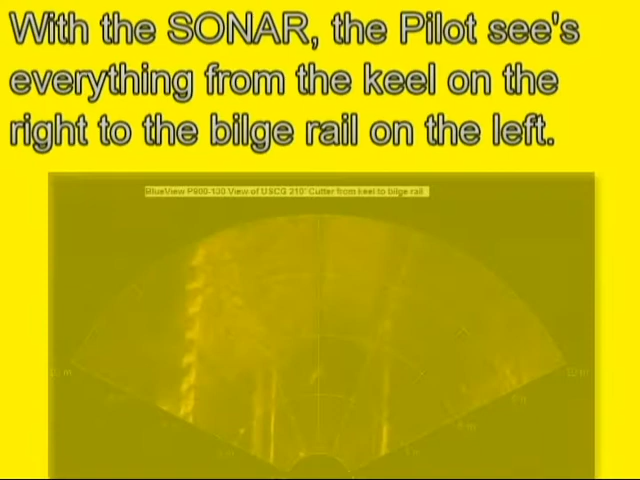 With the SONAR, the Pilot see's
everything from the keel on the
right to the bilge rail on the left.
BlueView P900-130 View of USCG 210' Cutter from keel to bilge rail
10 m